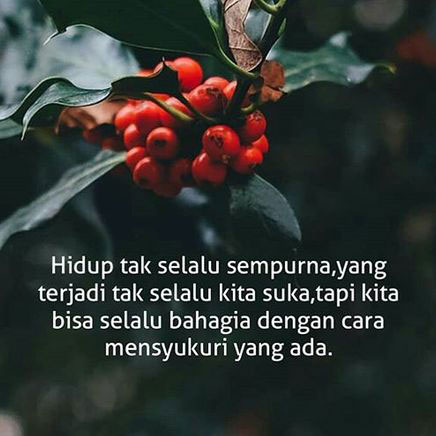 Hidup tak selalu sempurna,yang
terjadi tak selalu kita suka,tapi kita
bisa selalu bahagia dengan cara
mensyukuri yang ada.